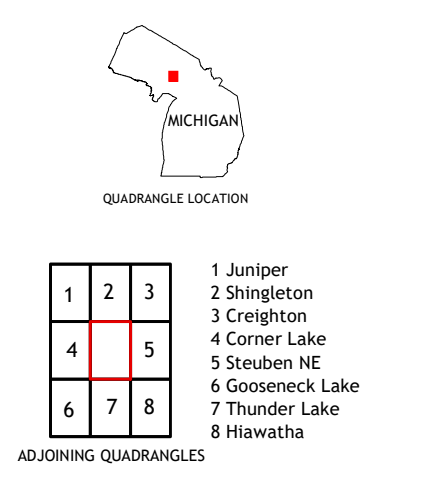 MICHIGAN
QUADRANGLE LOCATION
1 2 3
4 5
6 7 8
1 Juniper
2 Shingleton
3 Creighton
4 Corner Lake
5 Steuben NE
6 Gooseneck Lake
7 Thunder Lake
8 Hiawatha
ADJOINING QUADRANGLES